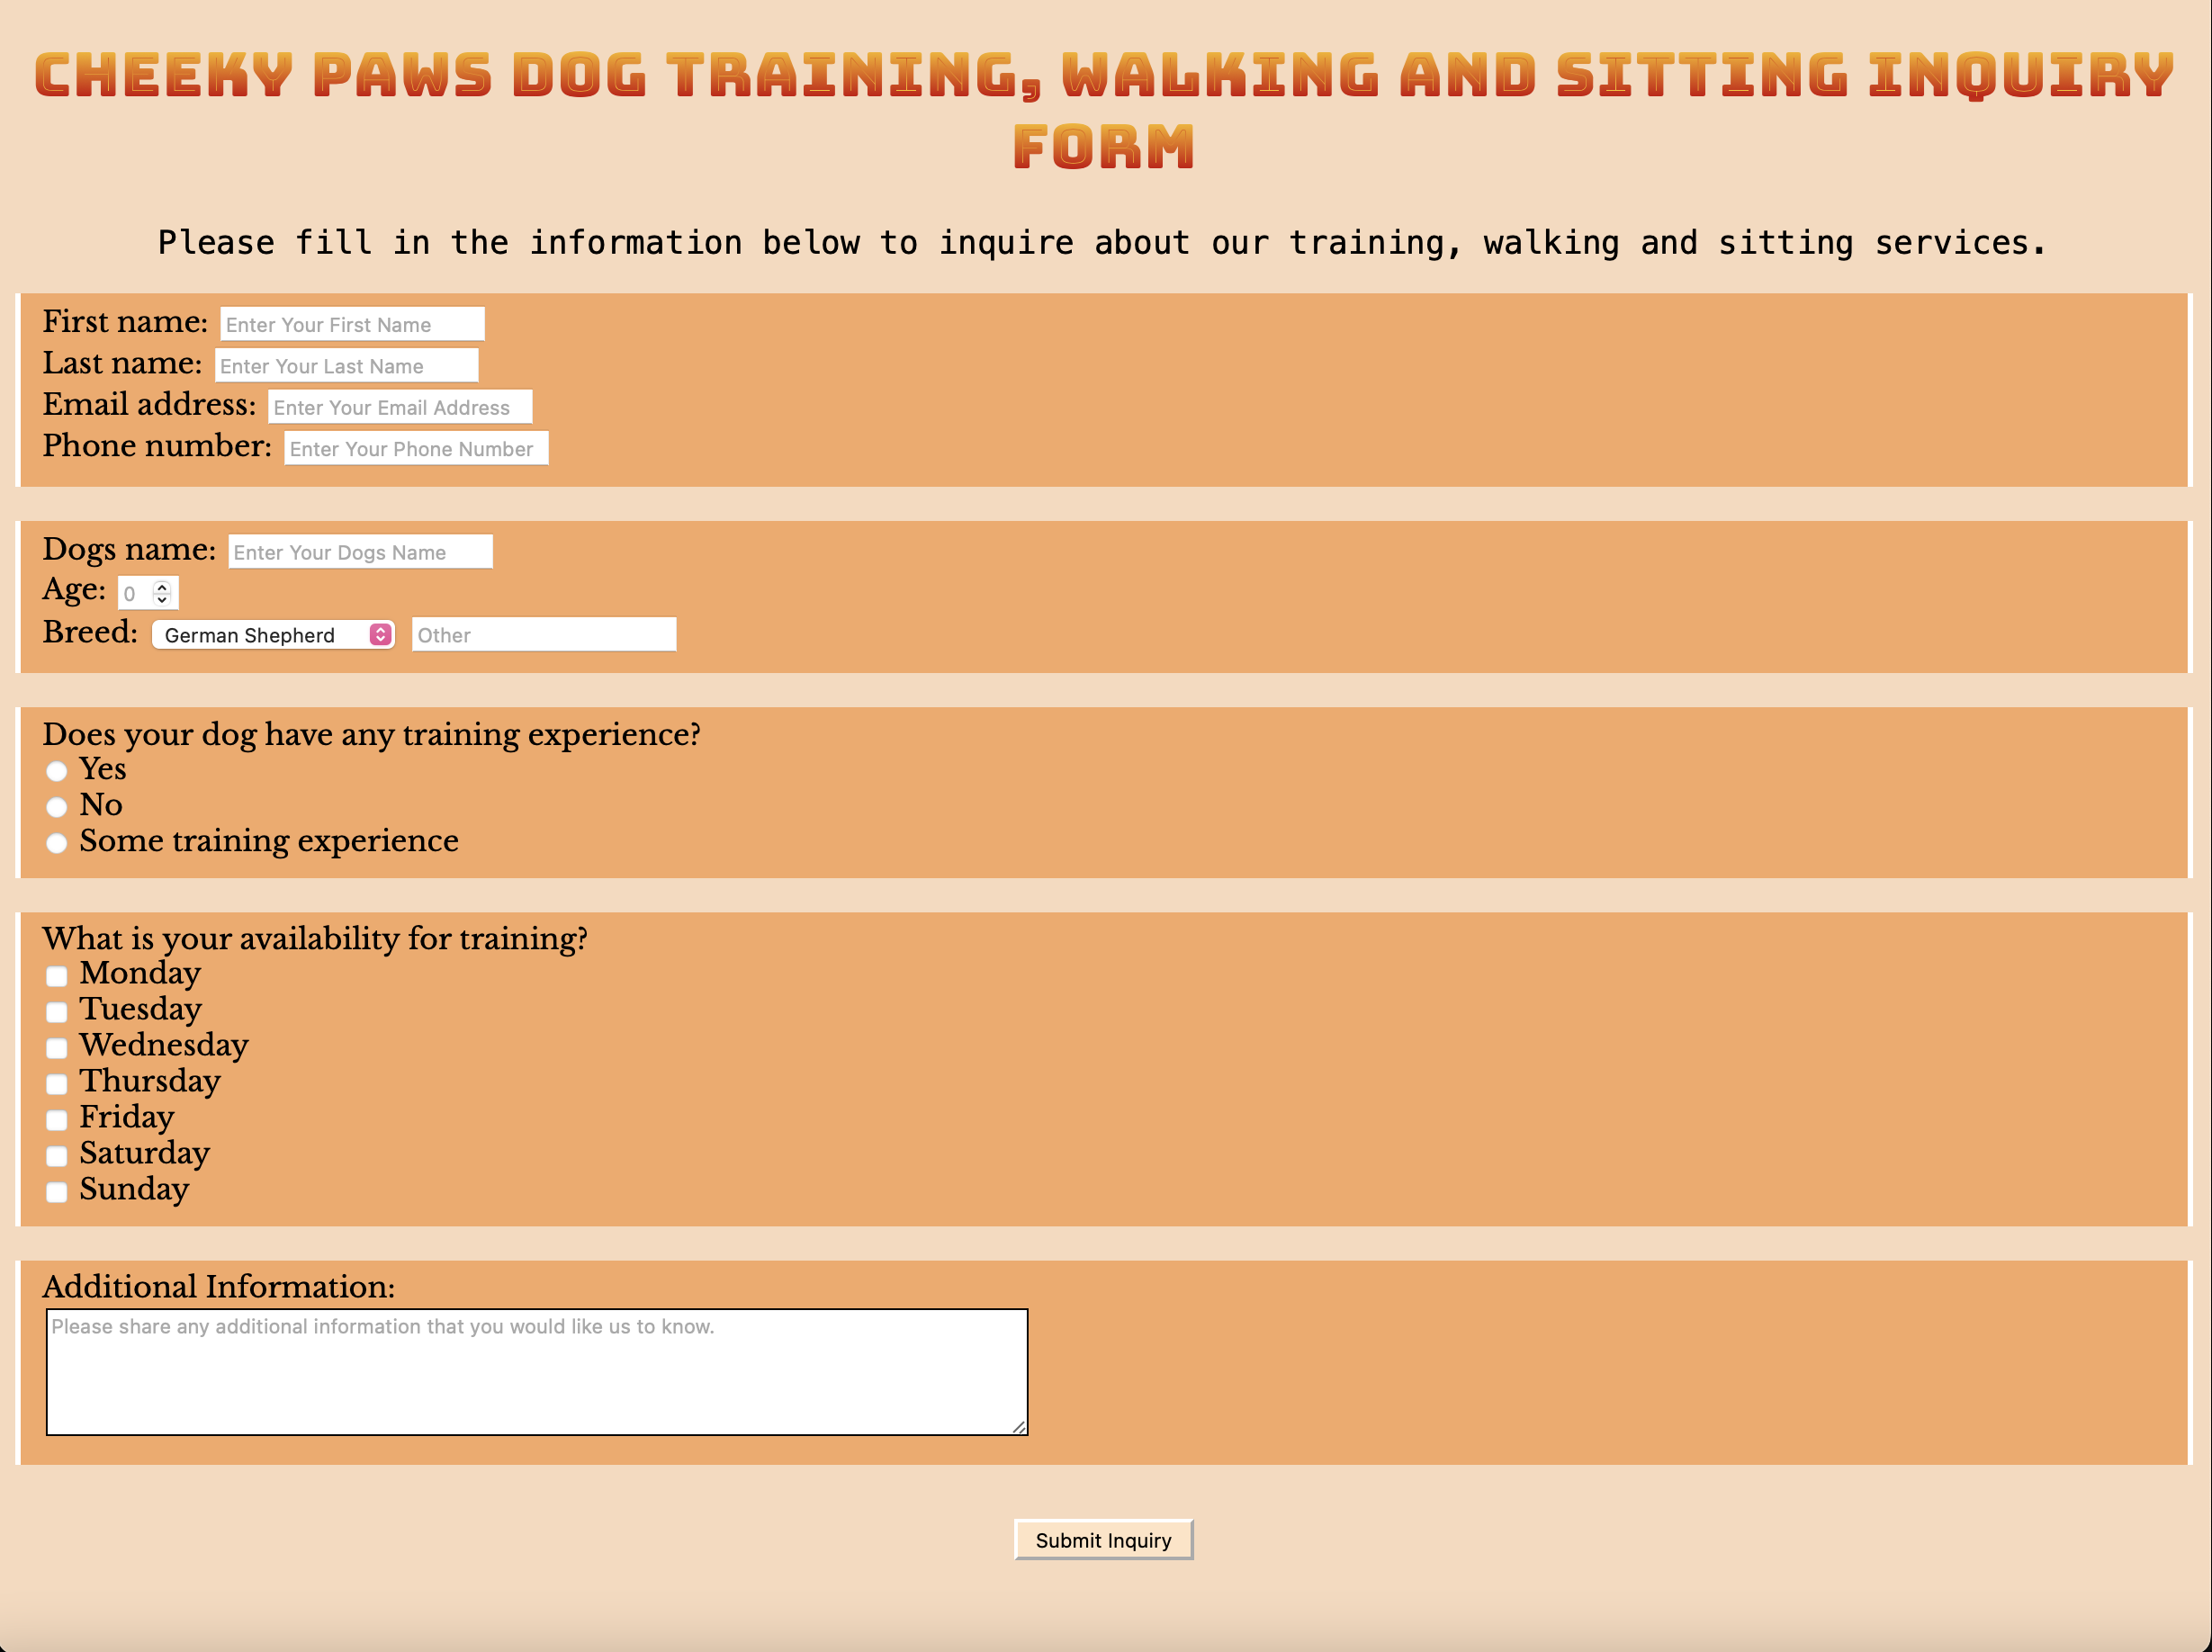 CHEEKY PAWS DOG TRAINING, WALKING AND SITTING INQUIRY
FORM
Please fill in the information below to inquire about our training, walking and sitting services.
First name: Enter Your First Name
Last name: Enter Your Last Name
Email address: Enter Your Email Address
Phone number: Enter Your Phone Number
Dogs name: Enter Your Dogs Name
Age: 0
Breed: German Shepherd Other
Does your dog have any training experience?
Yes
No
Some training experience
What is your availability for training?
Monday
Tuesday
Wednesday
Thursday
Friday
Saturday
Sunday
Additional Information:
Please share any additional information that you would like us to know.
Submit Inquiry